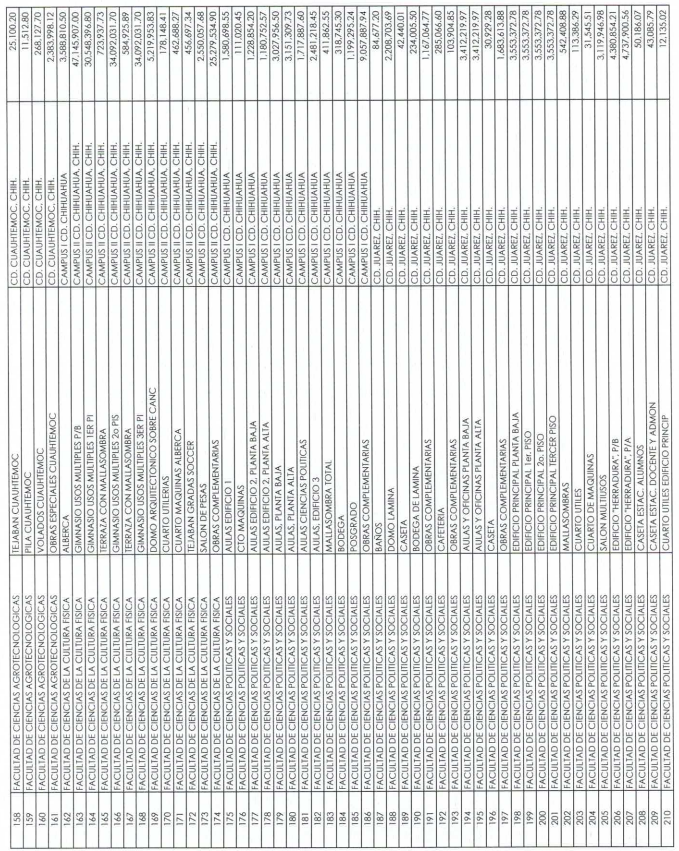 158 FACULTAD DE CIENCIAS AGROTECNOLOGICAS TEJABAN CUAUHTEMOC CD. CUAUHTEMOC, CHIH. 25,100.20
159 FACULTAD DE CIENCIAS AGROTECNOLOGICAS PILA CUAUHTEMOC CD. CUAUHTEMOC, CHIH. 11,512.80
160 FACULTAD DE CIENCIAS AGROTECNOLOGICAS VOLADOS CUAUHTEMOC CD. CUAUHTEMOC, CHIH. 268,127.70
161 FACULTAD DE CIENCIAS AGROTECNOLOGICAS OBRAS ESPECIALES CUAUHTEMOC CD. CUAUHTEMOC, CHIH. 2,383,998.12
162 FACULTAD DE CIENCIAS DE LA CULTURA FISICA ALBERCA CAMPUS I CD. CHIHUAHUA 3,588,810.50
163 FACULTAD DE CIENCIAS DE LA CULTURA FISICA GIMNASIO USOS MULTIPLES P/B CAMPUS II CD. CHIHUAHUA, CHIH. 47,145,907.00
164 FACULTAD DE CIENCIAS DE LA CULTURA FISICA GIMNASIO USOS MULTIPLES 1ER PI CAMPUS II CD. CHIHUAHUA, CHIH. 30,548,396.80
165 FACULTAD DE CIENCIAS DE LA CULTURA FISICA TERRAZA CON MALLASOMBRA CAMPUS II CD. CHIHUAHUA, CHIH. 723,937.73
166 FACULTAD DE CIENCIAS DE LA CULTURA FISICA GIMNASIO USOS MULTIPLES 2o PIS CAMPUS II CD. CHIHUAHUA, CHIH. 34,092,031.70
167 FACULTAD DE CIENCIAS DE LA CULTURA FISICA TERRAZA CON MALLASOMBRA CAMPUS II CD. CHIHUAHUA, CHIH. 584,925.89
168 FACULTAD DE CIENCIAS DE LA CULTURA FISICA GIMNASIO USOS MULTIPLES 3ER PI CAMPUS II CD. CHIHUAHUA, CHIH. 34,092,031.70
169 FACULTAD DE CIENCIAS DE LA CULTURA FISICA DOMO ARQUITECTONICO SOBRE CANC CAMPUS II CD. CHIHUAHUA, CHIH. 5,219,953.83
170 FACULTAD DE CIENCIAS DE LA CULTURA FISICA CUARTO UTILERIAS CAMPUS II CD. CHIHUAHUA, CHIH. 178,148.41
171 FACULTAD DE CIENCIAS DE LA CULTURA FISICA CUARTO MAQUINAS ALBERCA CAMPUS II CD. CHIHUAHUA, CHIH. 462,688.27
172 FACULTAD DE CIENCIAS DE LA CULTURA FISICA TEJABAN GRADAS SOCCER CAMPUS II CD. CHIHUAHUA, CHIH. 456,697.34
173 FACULTAD DE CIENCIAS DE LA CULTURA FISICA SALON DE PESAS CAMPUS II CD. CHIHUAHUA, CHIH. 2,550,057.68
174 FACULTAD DE CIENCIAS DE LA CULTURA FISICA OBRAS COMPLEMENTARIAS CAMPUS II CD. CHIHUAHUA, CHIH. 25,279,534.90
175 FACULTAD DE CIENCIAS POLITICAS Y SOCIALES AULAS EDIFICIO 1 CAMPUS I CD. CHIHUAHUA 1,580,698.55
176 FACULTAD DE CIENCIAS POLITICAS Y SOCIALES CTO MAQUINAS CAMPUS I CD. CHIHUAHUA 111,020.45
177 FACULTAD DE CIENCIAS POLITICAS Y SOCIALES AULAS EDIFICIO 2, PLANTA BAJA CAMPUS I CD. CHIHUAHUA 1,228,854.20
178 FACULTAD DE CIENCIAS POLITICAS Y SOCIALES AULAS EDIFICIO 2, PLANTA ALTA CAMPUS I CD. CHIHUAHUA 1,180,752.57
179 FACULTAD DE CIENCIAS POLITICAS Y SOCIALES AULAS, PLANTA BAJA CAMPUS I CD. CHIHUAHUA 3,027,956.50
180 FACULTAD DE CIENCIAS POLITICAS Y SOCIALES AULAS, PLANTA ALTA CAMPUS I CD. CHIHUAHUA 3,151,309.73
181 FACULTAD DE CIENCIAS POLITICAS Y SOCIALES AULAS CIENCIAS POLITICAS CAMPUS I CD. CHIHUAHUA 1,717,887.60
182 FACULTAD DE CIENCIAS POLITICAS Y SOCIALES AULAS, EDIFICIO 3 CAMPUS I CD. CHIHUAHUA 2,481,218.45
183 FACULTAD DE CIENCIAS POLITICAS Y SOCIALES MALLASOMBRA TOTAL CAMPUS I CD. CHIHUAHUA 411,862.55
184 FACULTAD DE CIENCIAS POLITICAS Y SOCIALES BODEGA CAMPUS I CD. CHIHUAHUA 318,745.30
185 FACULTAD DE CIENCIAS POLITICAS Y SOCIALES POSGRADO CAMPUS I CD. CHIHUAHUA 1,199,295.24
186 FACULTAD DE CIENCIAS POLITICAS Y SOCIALES OBRAS COMPLEMENTARIAS CAMPUS I CD. CHIHUAHUA 9,057,887.94
187 FACULTAD DE CIENCIAS POLITICAS Y SOCIALES BAÑOS CD. JUAREZ, CHIH. 84,677.20
188 FACULTAD DE CIENCIAS POLITICAS Y SOCIALES DOMO LAMINA CD. JUAREZ, CHIH. 2,208,703.69
189 FACULTAD DE CIENCIAS POLITICAS Y SOCIALES CASETA CD. JUAREZ, CHIH. 42,440.01
190 FACULTAD DE CIENCIAS POLITICAS Y SOCIALES BODEGA DE LAMINA CD. JUAREZ, CHIH. 234,005.50
191 FACULTAD DE CIENCIAS POLITICAS Y SOCIALES OBRAS COMPLEMENTARIAS CD. JUAREZ, CHIH. 1,167,064.77
192 FACULTAD DE CIENCIAS POLITICAS Y SOCIALES CAFETERIA CD. JUAREZ, CHIH. 285,066.60
193 FACULTAD DE CIENCIAS POLITICAS Y SOCIALES OBRAS COMPLEMENTARIAS CD. JUAREZ, CHIH. 103,904.85
194 FACULTAD DE CIENCIAS POLITICAS Y SOCIALES AULAS Y OFICINAS PLANTA BAJA CD. JUAREZ, CHIH. 3,412,219.97
195 FACULTAD DE CIENCIAS POLITICAS Y SOCIALES AULAS Y OFICINAS PLANTA ALTA CD. JUAREZ, CHIH. 3,412,219.97
196 FACULTAD DE CIENCIAS POLITICAS Y SOCIALES CASETA CD. JUAREZ, CHIH. 30,929.28
197 FACULTAD DE CIENCIAS POLITICAS Y SOCIALES OBRAS COMPLEMENTARIAS CD. JUAREZ, CHIH. 1,683,613.88
198 FACULTAD DE CIENCIAS POLITICAS Y SOCIALES EDIFICIO PRINCIPAL PLANTA BAJA CD. JUAREZ, CHIH. 3,553,372.78
199 FACULTAD DE CIENCIAS POLITICAS Y SOCIALES EDIFICIO PRINCIPAL 1er. PISO CD. JUAREZ, CHIH. 3,553,372.78
200 FACULTAD DE CIENCIAS POLITICAS Y SOCIALES EDIFICIO PRINCIPAL 2o. PISO CD. JUAREZ, CHIH. 3,553,372.78
201 FACULTAD DE CIENCIAS POLITICAS Y SOCIALES EDIFICIO PRINCIPAL TERCER PISO CD. JUAREZ, CHIH. 3,553,372.78
202 FACULTAD DE CIENCIAS POLITICAS Y SOCIALES MALLASOMBRAS CD. JUAREZ, CHIH. 542,408.88
203 FACULTAD DE CIENCIAS POLITICAS Y SOCIALES CUARTO UTILES CD. JUAREZ, CHIH. 113,386.29
204 FACULTAD DE CIENCIAS POLITICAS Y SOCIALES CUARTO DE MAQUINAS CD. JUAREZ, CHIH. 31,545.51
205 FACULTAD DE CIENCIAS POLITICAS Y SOCIALES SALON MULTIUSOS CD. JUAREZ, CHIH. 3,119,946.98
206 FACULTAD DE CIENCIAS POLITICAS Y SOCIALES EDIFICIO "HERRADURA", P/B CD. JUAREZ, CHIH. 4,380,854.21
207 FACULTAD DE CIENCIAS POLITICAS Y SOCIALES EDIFICIO "HERRADURA", P/A CD. JUAREZ, CHIH. 4,737,900.56
208 FACULTAD DE CIENCIAS POLITICAS Y SOCIALES CASETA ESTAC. ALUMNOS CD. JUAREZ, CHIH. 50,186.07
209 FACULTAD DE CIENCIAS POLITICAS Y SOCIALES CASETA ESTAC. DOCENTE Y ADMON CD. JUAREZ, CHIH. 43,085.79
210 FACULTAD DE CIENCIAS POLITICAS Y SOCIALES CUARTO UTILES EDIFICIO PRINCIP CD. JUAREZ, CHIH. 12,135.02